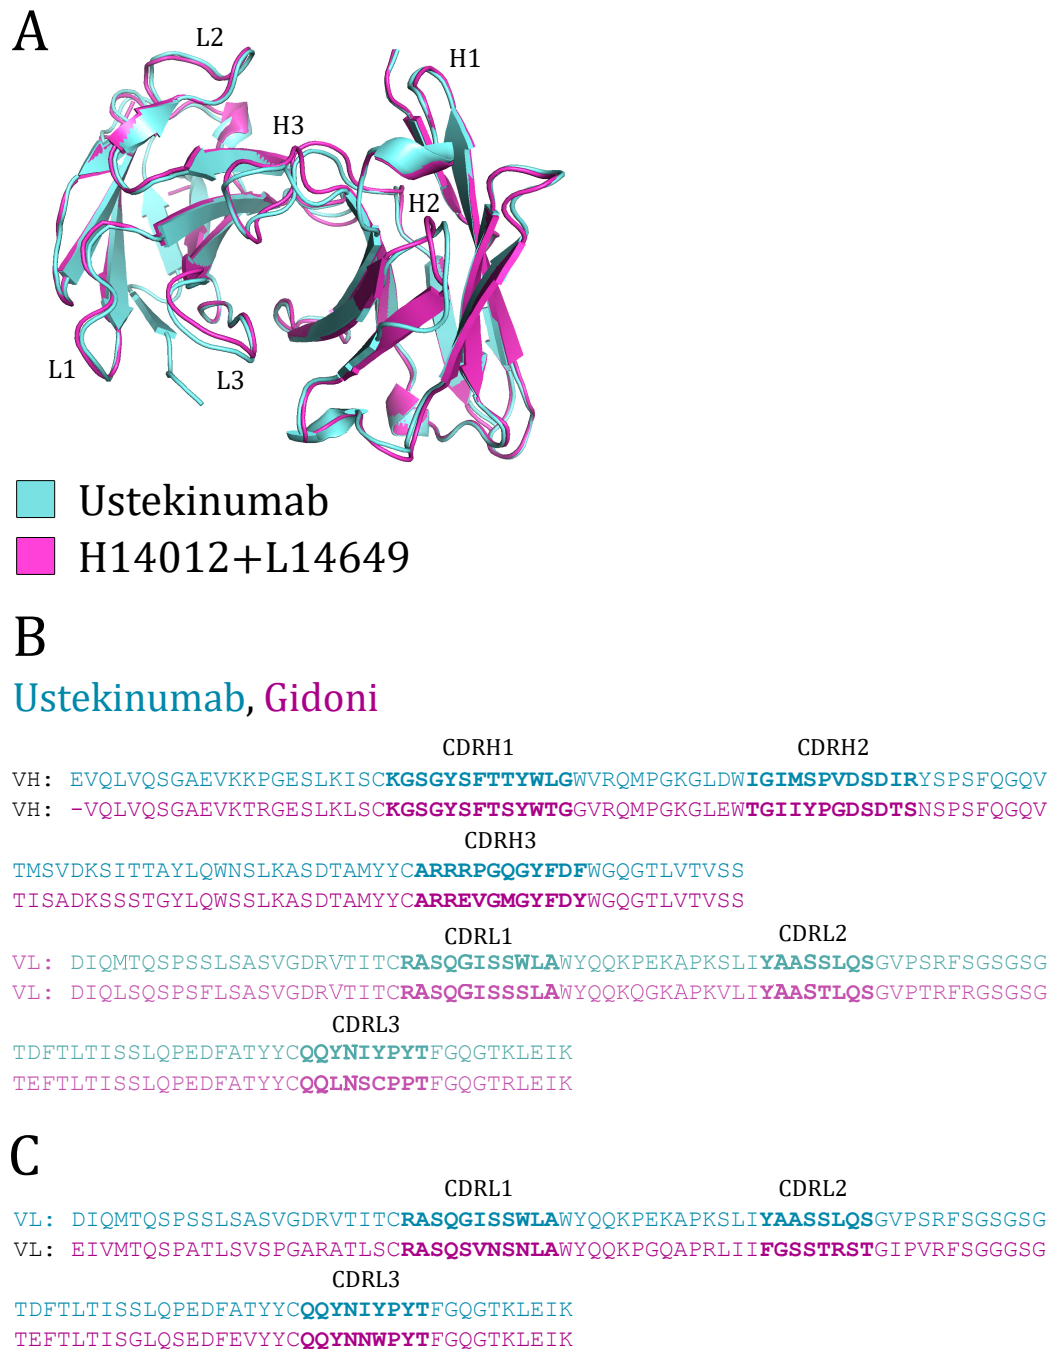 A
L2
H1
H3
H2
L1
L3
Ustekinumab
H14012+L14649
B
Ustekinumab, Gidoni
CDRH1 CDRH2
VH: EVQLVQSGAEVKKPGESLKISCKGSGYSFTTYWLGWVRQMPGKGLDWIGIMSPVDSDIRYSPSFQGQV
VH: -VQLVQSGAEVKTRGESLKLSCKGSGYSFTSYWTGGVRQMPGKGLEWTGIIYPGDSDTSNSPSFQGQV
CDRH3
TMSVDKSITTAYLQWNSLKASDTAMYYCARRRPGQGYFDFWGQGTLVTVSS
TISADKSSSTGYLQWSSLKASDTAMYYCARREVGMGYFDYWGQGTLVTVSS
CDRL1 CDRL2
VL: DIQMTQSPSSLSASVGDRVTITCRASQGISSWLAWYQQKPEKAPKSLIYAASSLQSGVPSRFSGSGSG
VL: DIQLSQSPSFLSASVGDRVTITCRASQGISSSLAWYQQKQGKAPKVLIYAASTLQSGVPTRFRGSGSG
CDRL3
TDFTLTISSLQPEDFATYYCQQYNIYPYTFGQGTKLEIK
TEFTLTISSLQPEDFATYYCQQLNSCPPTFGQGTRLEIK
C
CDRL1 CDRL2
VL: DIQMTQSPSSLSASVGDRVTITCRASQGISSWLAWYQQKPEKAPKSLIYAASSLQSGVPSRFSGSGSG
VL: EIVMTQSPATLSVSPGARATLSCRASQSVNSNLAWYQQKPGQAPRLIIFGSSTRSTGIPVRFSGGGSG
CDRL3
TDFTLTISSLQPEDFATYYCQQYNIYPYTFGQGTKLEIK
TEFTLTISGLQSEDFEVYYCQQYNNWPYTFGQGTKLEIK